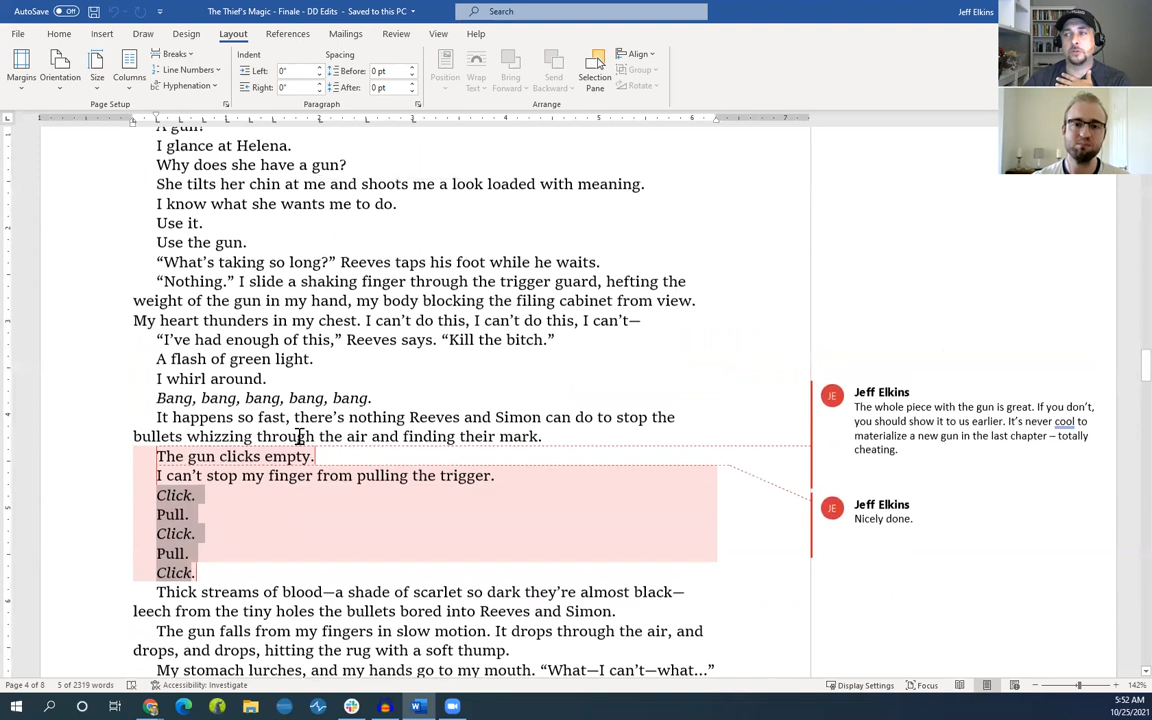 AutoSave Off
The Thief's Magic - Finale - DD Edits - Saved to this PC
Search
Jeff Elkins
File Home Insert Draw Design Layout References Mailings Review View Help
Margins Orientation Size Columns
Breaks
Line Numbers
Hyphenation
Page Setup
Indent Spacing
Left: 0" Before: 0 pt
Right: 0" After: 0 pt
Paragraph
Position Wrap Text Bring Forward Send Backward Selection Pane
Align
Group
Rotate
Arrange
A gun?
I glance at Helena.
Why does she have a gun?
She tilts her chin at me and shoots me a look loaded with meaning.
I know what she wants me to do.
Use it.
Use the gun.
“What’s taking so long?” Reeves taps his foot while he waits.
“Nothing.” I slide a shaking finger through the trigger guard, hefting the
weight of the gun in my hand, my body blocking the filing cabinet from view.
My heart thunders in my chest. I can’t do this, I can’t do this, I can’t—
“I’ve had enough of this,” Reeves says. “Kill the bitch.”
A flash of green light.
I whirl around.
Bang, bang, bang, bang, bang.
It happens so fast, there’s nothing Reeves and Simon can do to stop the
bullets whizzing through the air and finding their mark.
The gun clicks empty.
I can’t stop my finger from pulling the trigger.
Click.
Pull.
Click.
Pull.
Click.
Thick streams of blood—a shade of scarlet so dark they’re almost black—
leech from the tiny holes the bullets bored into Reeves and Simon.
The gun falls from my fingers in slow motion. It drops through the air, and
drops, and drops, hitting the rug with a soft thump.
My stomach lurches, and my hands go to my mouth. “What—I can’t—what…”
JE
Jeff Elkins
The whole piece with the gun is great. If you don’t,
you should show it to us earlier. It’s never cool to
materialize a new gun in the last chapter – totally
cheating.
JE
Jeff Elkins
Nicely done.
Page 4 of 8 5 of 2319 words Accessibility: Investigate
Display Settings Focus 142%
5:52 AM
10/25/2021